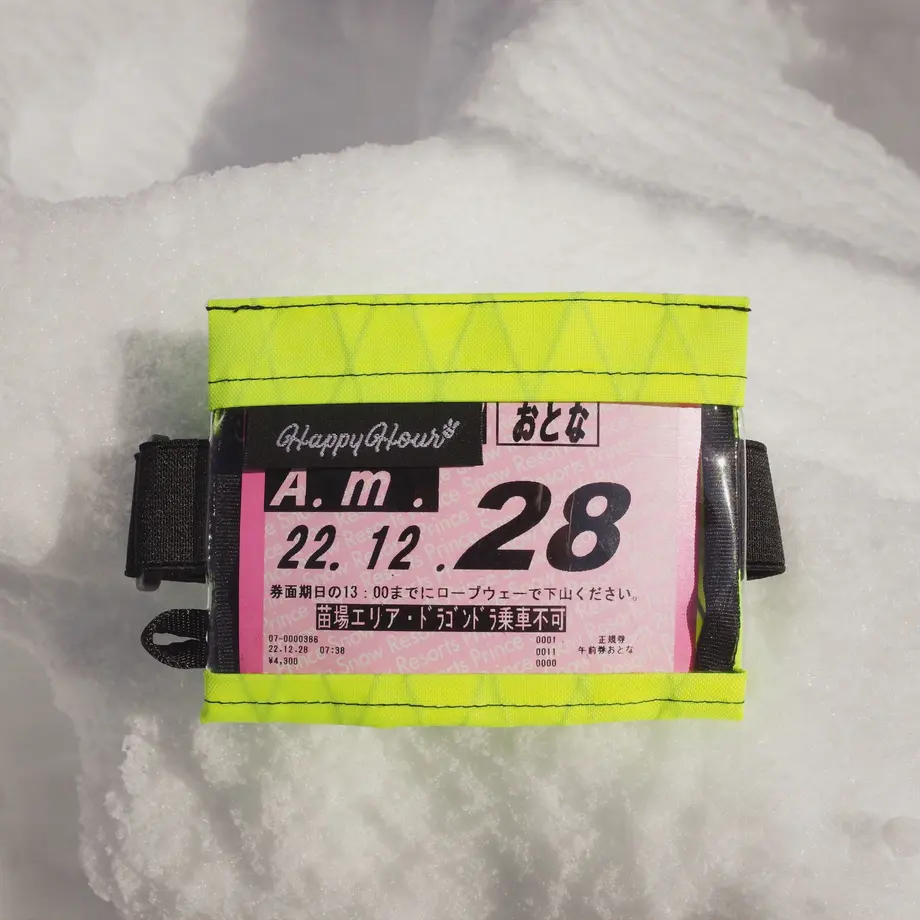 HappyHour
おとな
A.m.
22.12.28
券面期日の13:00までにロープウェーで下山ください。
苗場エリア・ドラゴンドラ乗車不可
07-0000386 0001 正規券
22.12.28 07:38 0011 午前券おとな
¥4,300 0000
Prince Snow Resorts